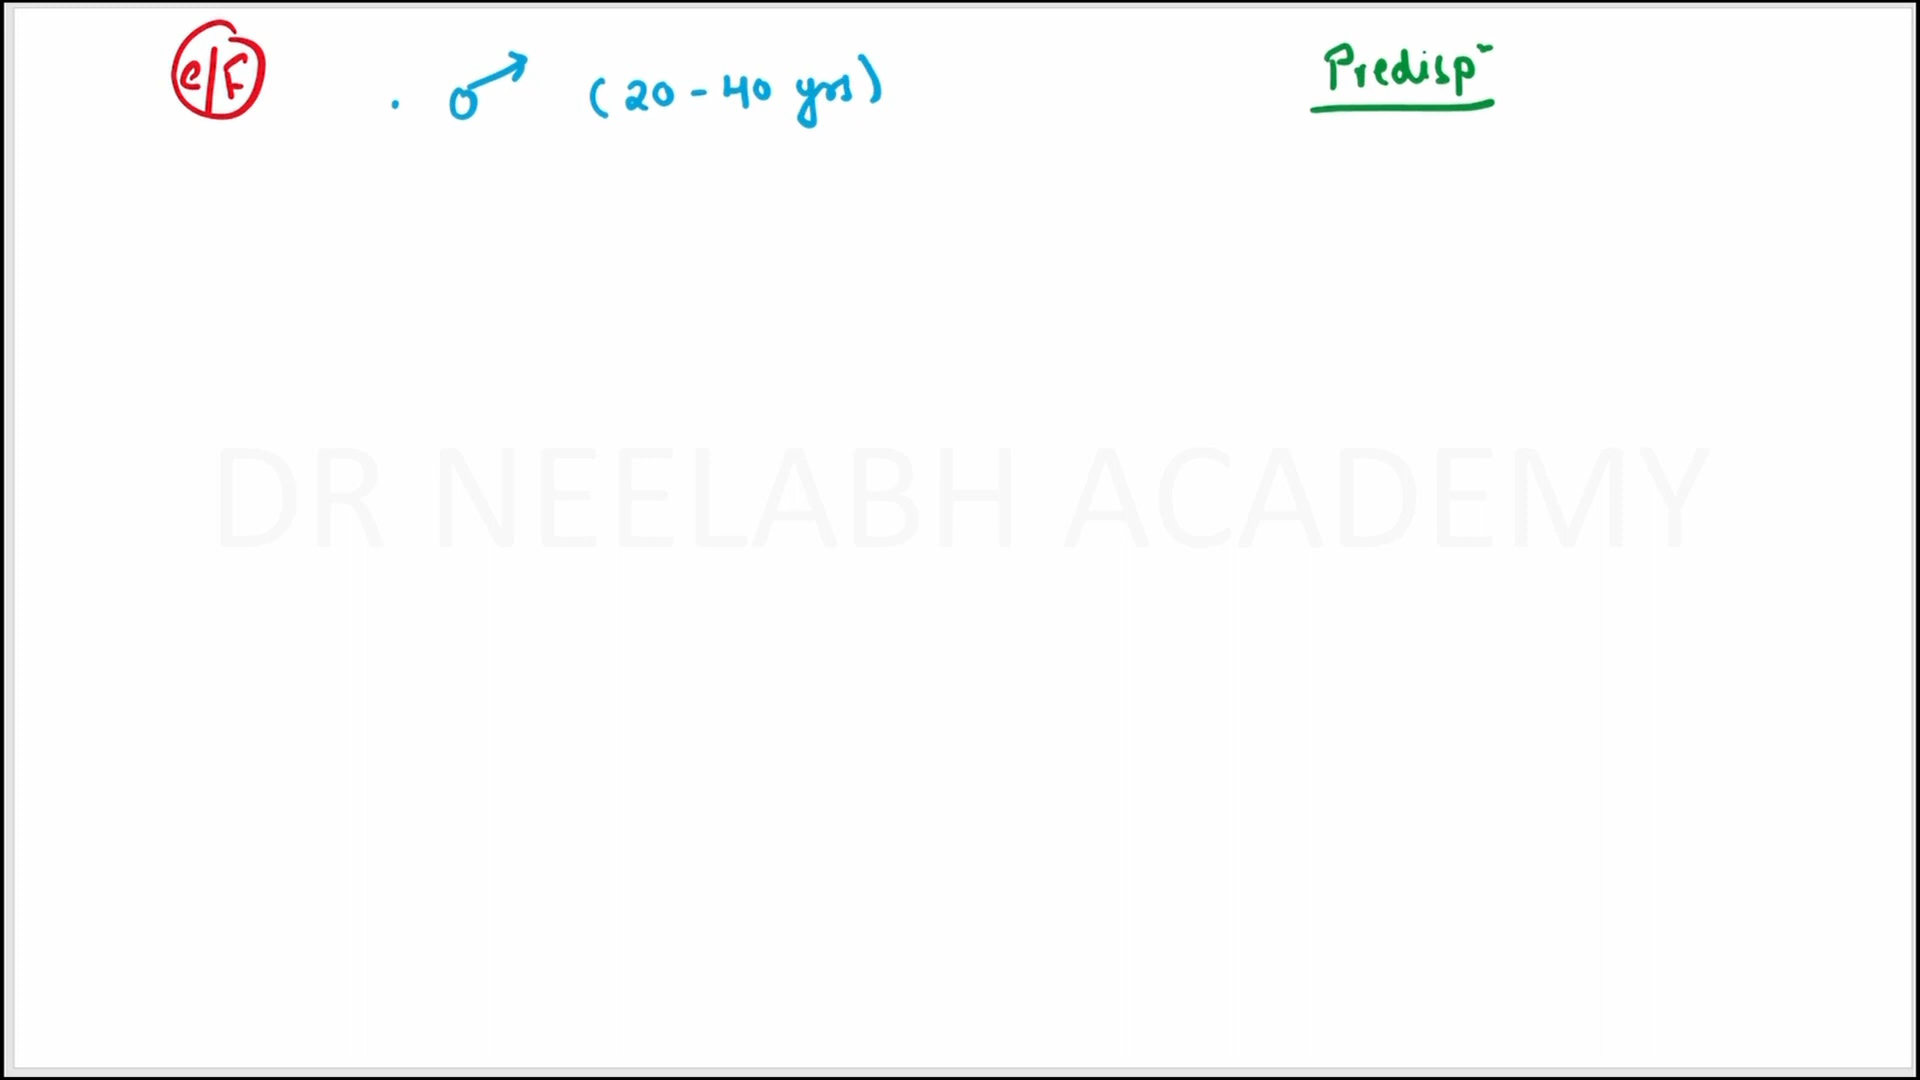 C/F . ♂ (20-40 yrs) Predisp
DR NEELABH ACADEMY